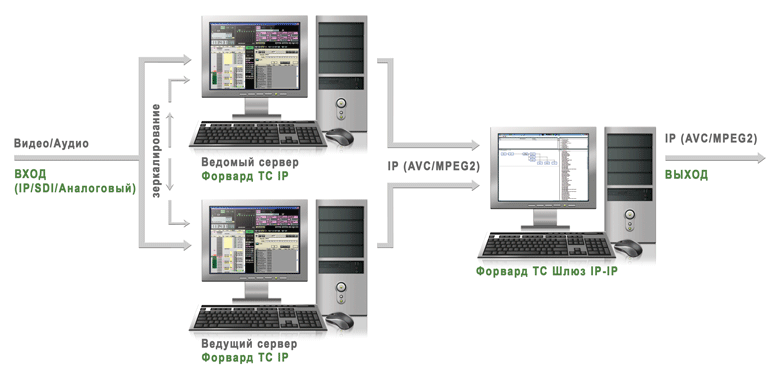 Видео/Аудио
ВХОД
(IP/SDI/Аналоговый)
зеркалирование
Ведомый сервер
Форвард ТС IP
Ведущий сервер
Форвард ТС IP
IP (AVC/MPEG2)
Форвард ТС Шлюз IP-IP
IP (AVC/MPEG2)
ВЫХОД